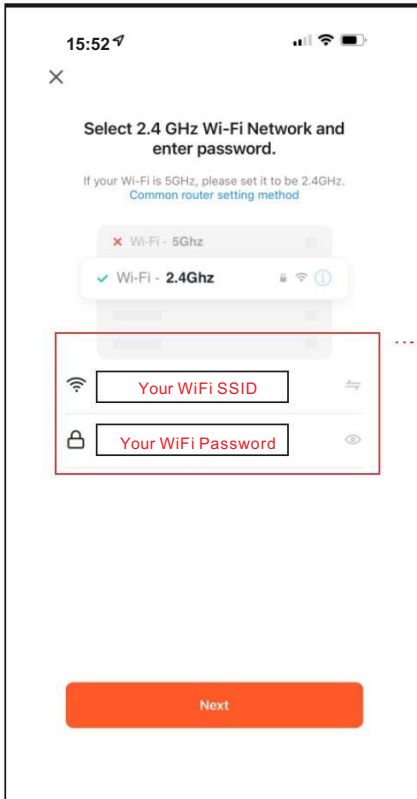 15:52
Select 2.4 GHz Wi-Fi Network and
enter password.
If your Wi-Fi is 5GHz, please set it to be 2.4GHz.
Common router setting method
Wi-Fi - 5Ghz
Wi-Fi - 2.4Ghz
Your WiFi SSID
Your WiFi Password
Next